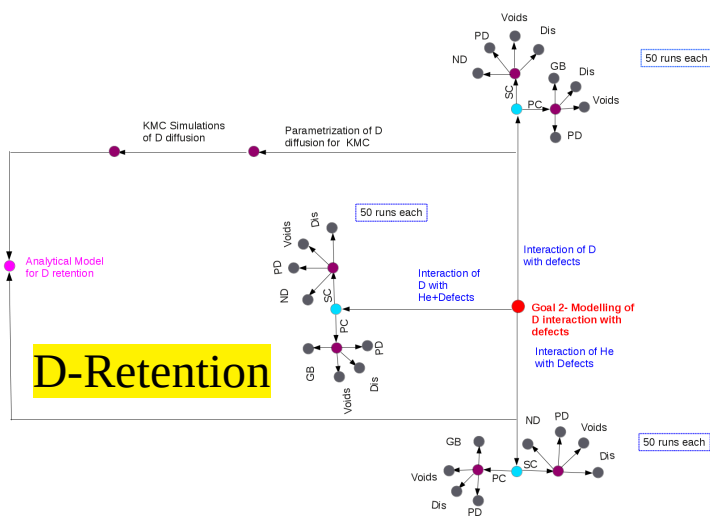 Voids
Dis
PD
ND
50 runs each
GB
Dis
SC
PC
Voids
PD
KMC Simulations
of D diffusion
Parametrization of D
diffusion for KMC
50 runs each
Dis
Voids
PD
ND
SC
PC
Interaction of D
with defects
Analytical Model
for D retention
Interaction of
D with
He+Defects
Goal 2- Modelling of
D interaction with
defects
Interaction of He
with Defects
PD
GB
Dis
Voids
D-Retention
ND
PD
Voids
50 runs each
GB
SC
Dis
Voids
PC
Dis
PD